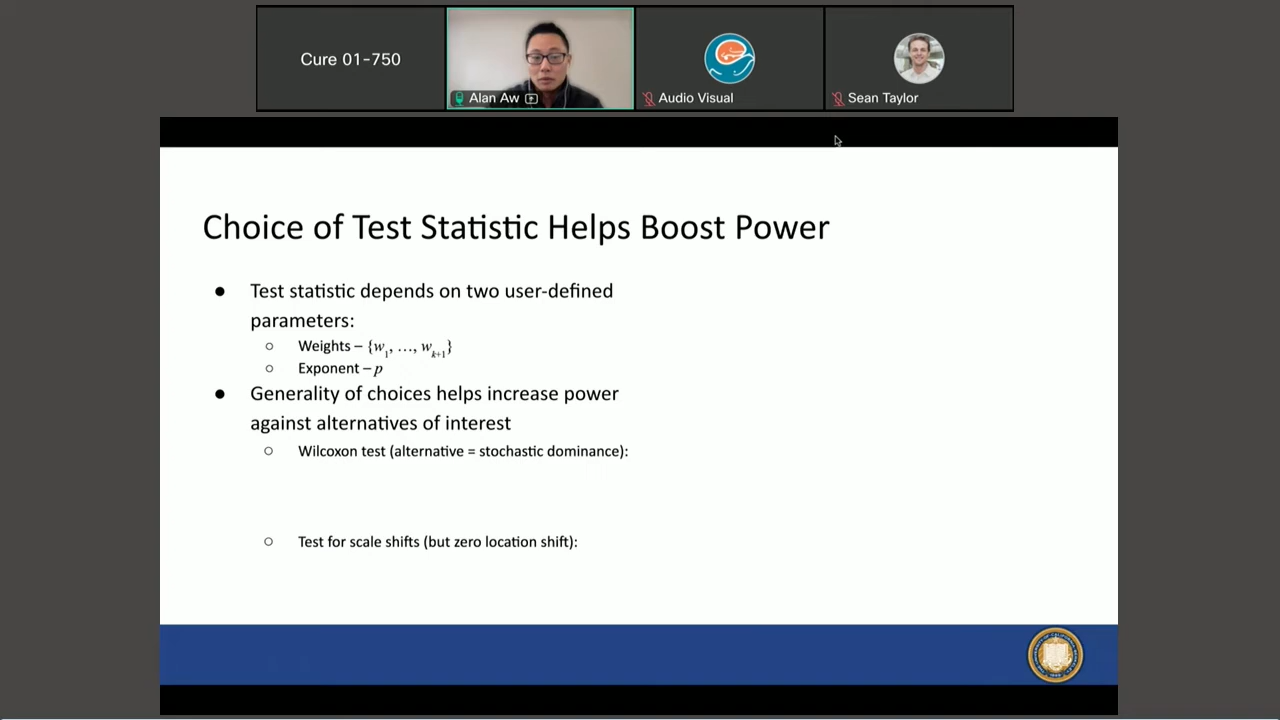 Cure 01-750
Alan Aw
Audio Visual
Sean Taylor
Choice of Test Statistic Helps Boost Power
● Test statistic depends on two user-defined
parameters:
○ Weights – {w₁, …, wₖ₊₁}
○ Exponent – p
● Generality of choices helps increase power
against alternatives of interest
○ Wilcoxon test (alternative = stochastic dominance):
○ Test for scale shifts (but zero location shift):